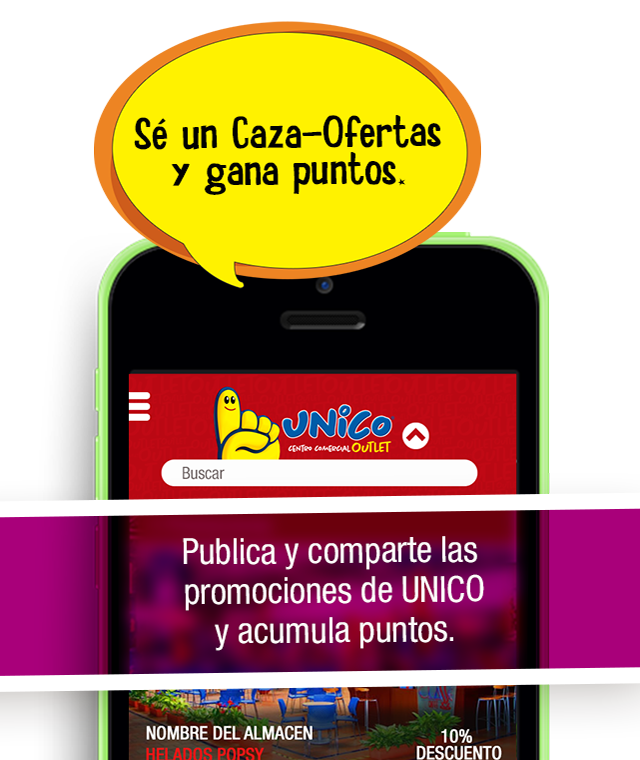 Sé un Caza-Ofertas
y gana puntos.
UNiCO
CENTRO COMERCIAL OUTLET
Buscar
Publica y comparte las
promociones de UNICO
y acumula puntos.
NOMBRE DEL ALMACEN
10%
HELADOS POPSY
DESCUENTO